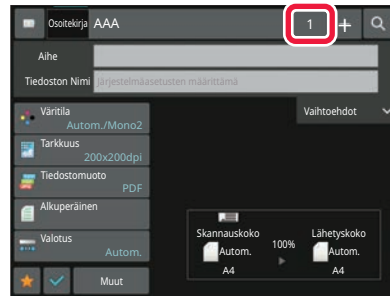 Osoitekirja AAA 1 +
Aihe
Tiedoston Nimi Järjestelmäasetusten määrittämä
Väritila
Autom./Mono2
Vaihtoehdot
Tarkkuus
200x200dpi
Tiedostomuoto
PDF
Alkuperäinen
Valotus
Autom.
Skannauskoko
Autom.
A4
100%
Lähetyskoko
Autom.
A4
Muut